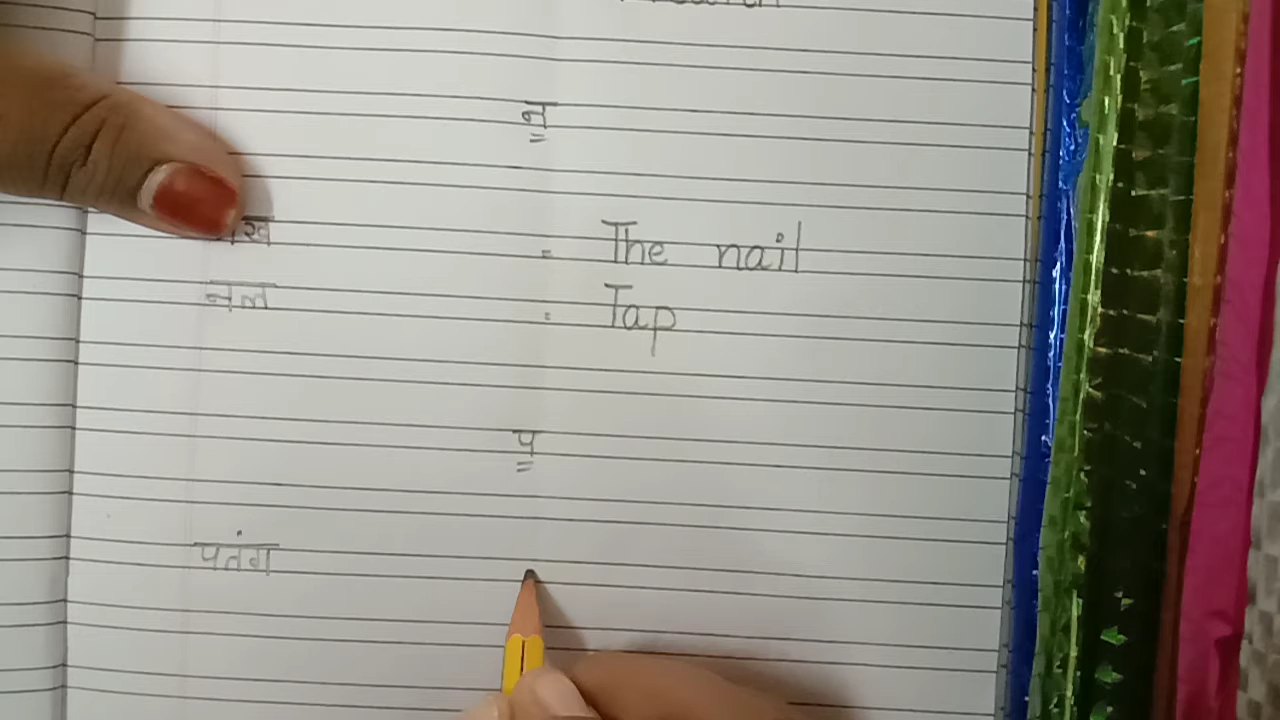 न
= The nail
नल = Tap
प
पतंग